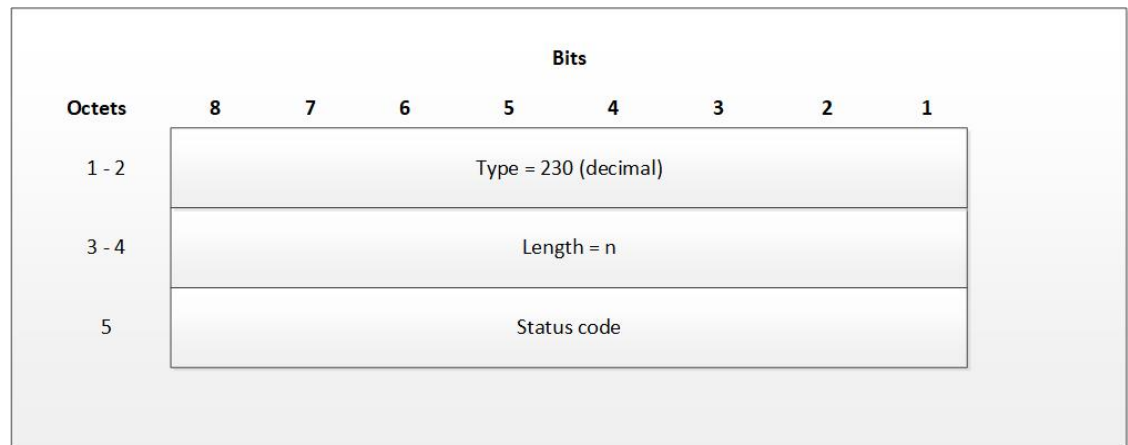 Bits
Octets 8 7 6 5 4 3 2 1
1 - 2 Type = 230 (decimal)
3 - 4 Length = n
5 Status code